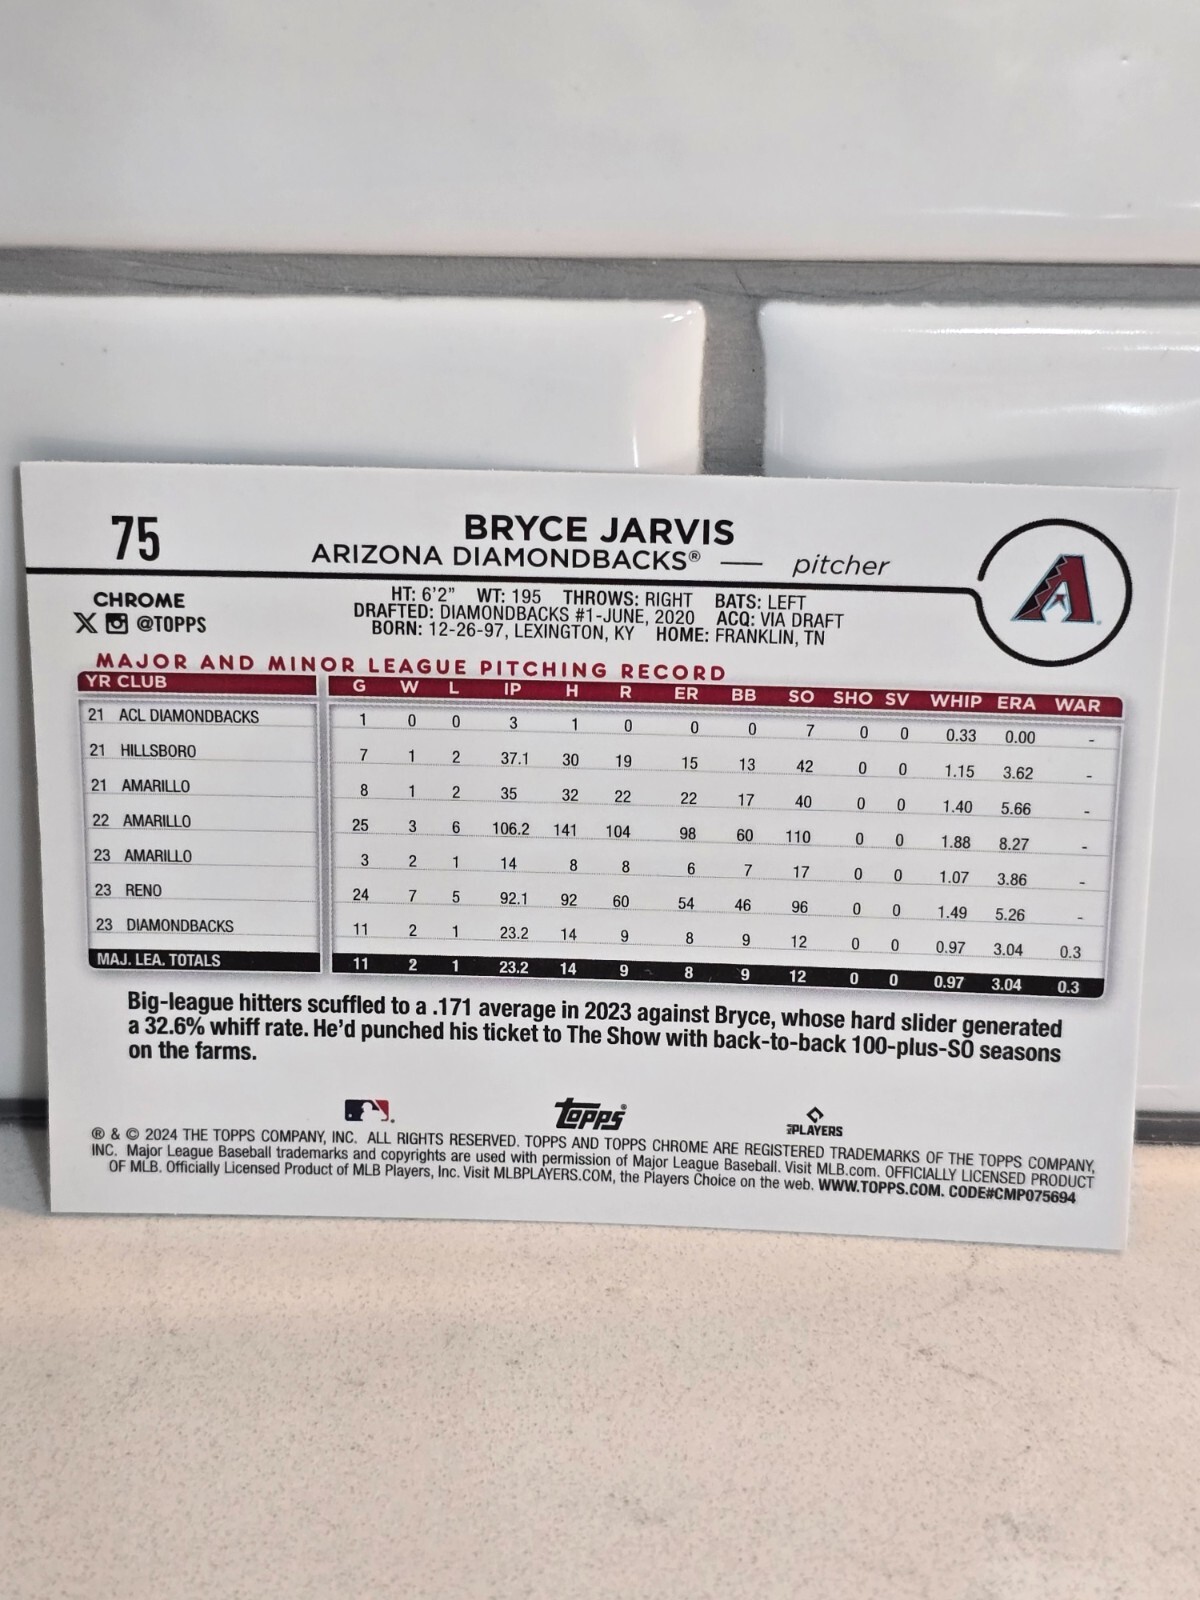 75
BRYCE JARVIS
ARIZONA DIAMONDBACKS® — pitcher
CHROME
@TOPPS
HT: 6'2" WT: 195 THROWS: RIGHT BATS: LEFT
DRAFTED: DIAMONDBACKS #1-JUNE, 2020 ACQ: VIA DRAFT
BORN: 12-26-97, LEXINGTON, KY HOME: FRANKLIN, TN
MAJOR AND MINOR LEAGUE PITCHING RECORD
YR CLUB G W L IP H R ER BB SO SHO SV WHIP ERA WAR
21 ACL DIAMONDBACKS 1 0 0 3 1 0 0 0 7 0 0 0.33 0.00 -
21 HILLSBORO 7 1 2 37.1 30 19 15 13 42 0 0 1.15 3.62 -
21 AMARILLO 8 1 2 35 32 22 22 17 40 0 0 1.40 5.66 -
22 AMARILLO 25 3 6 106.2 141 104 98 60 110 0 0 1.88 8.27 -
23 AMARILLO 3 2 1 14 8 8 6 7 17 0 0 1.07 3.86 -
23 RENO 24 7 5 92.1 92 60 54 46 96 0 0 1.49 5.26 -
23 DIAMONDBACKS 11 2 1 23.2 14 9 8 9 12 0 0 0.97 3.04 0.3
MAJ. LEA. TOTALS 11 2 1 23.2 14 9 8 9 12 0 0 0.97 3.04 0.3
Big-league hitters scuffled to a .171 average in 2023 against Bryce, whose hard slider generated
a 32.6% whiff rate. He'd punched his ticket to The Show with back-to-back 100-plus-SO seasons
on the farms.
Topps®
PLAYERS
® & © 2024 THE TOPPS COMPANY, INC. ALL RIGHTS RESERVED. TOPPS AND TOPPS CHROME ARE REGISTERED TRADEMARKS OF THE TOPPS COMPANY,
INC. Major League Baseball trademarks and copyrights are used with permission of Major League Baseball. Visit MLB.com. OFFICIALLY LICENSED PRODUCT
OF MLB. Officially Licensed Product of MLB Players, Inc. Visit MLBPLAYERS.COM, the Players Choice on the web. WWW.TOPPS.COM. CODE#CMP075694